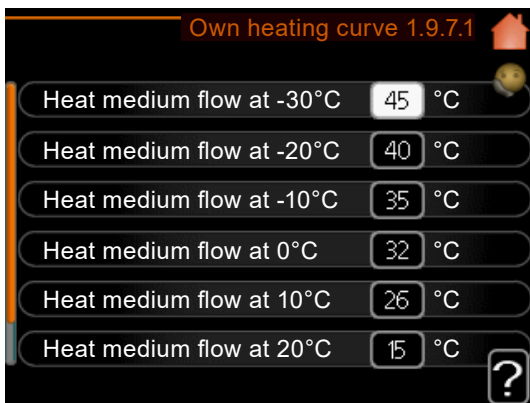 Own heating curve 1.9.7.1
Heat medium flow at -30°C 45 °C
Heat medium flow at -20°C 40 °C
Heat medium flow at -10°C 35 °C
Heat medium flow at 0°C 32 °C
Heat medium flow at 10°C 26 °C
Heat medium flow at 20°C 15 °C
?